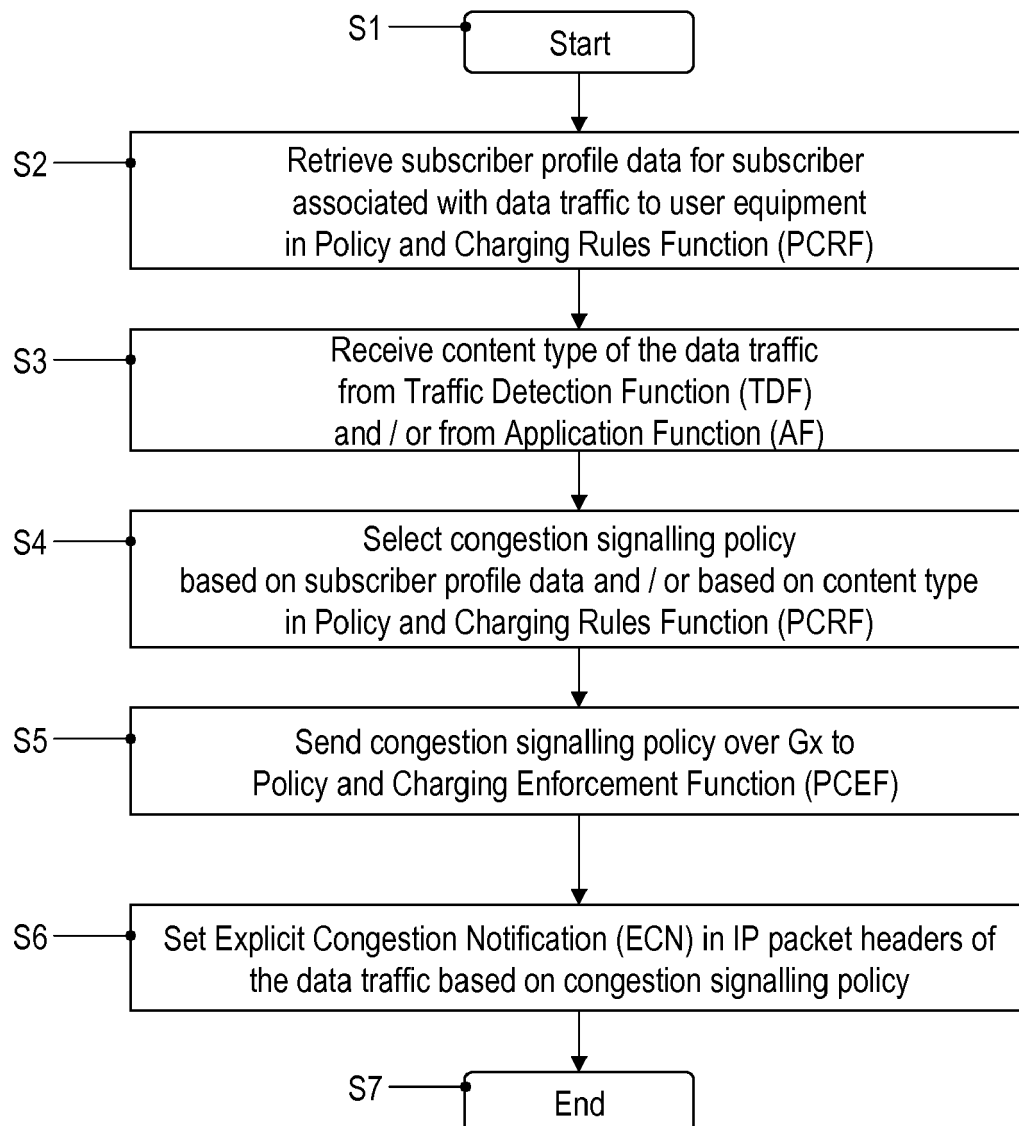 S1
Start
S2
Retrieve subscriber profile data for subscriber
associated with data traffic to user equipment
in Policy and Charging Rules Function (PCRF)
S3
Receive content type of the data traffic
from Traffic Detection Function (TDF)
and / or from Application Function (AF)
S4
Select congestion signalling policy
based on subscriber profile data and / or based on content type
in Policy and Charging Rules Function (PCRF)
S5
Send congestion signalling policy over Gx to
Policy and Charging Enforcement Function (PCEF)
S6
Set Explicit Congestion Notification (ECN) in IP packet headers of
the data traffic based on congestion signalling policy
S7
End